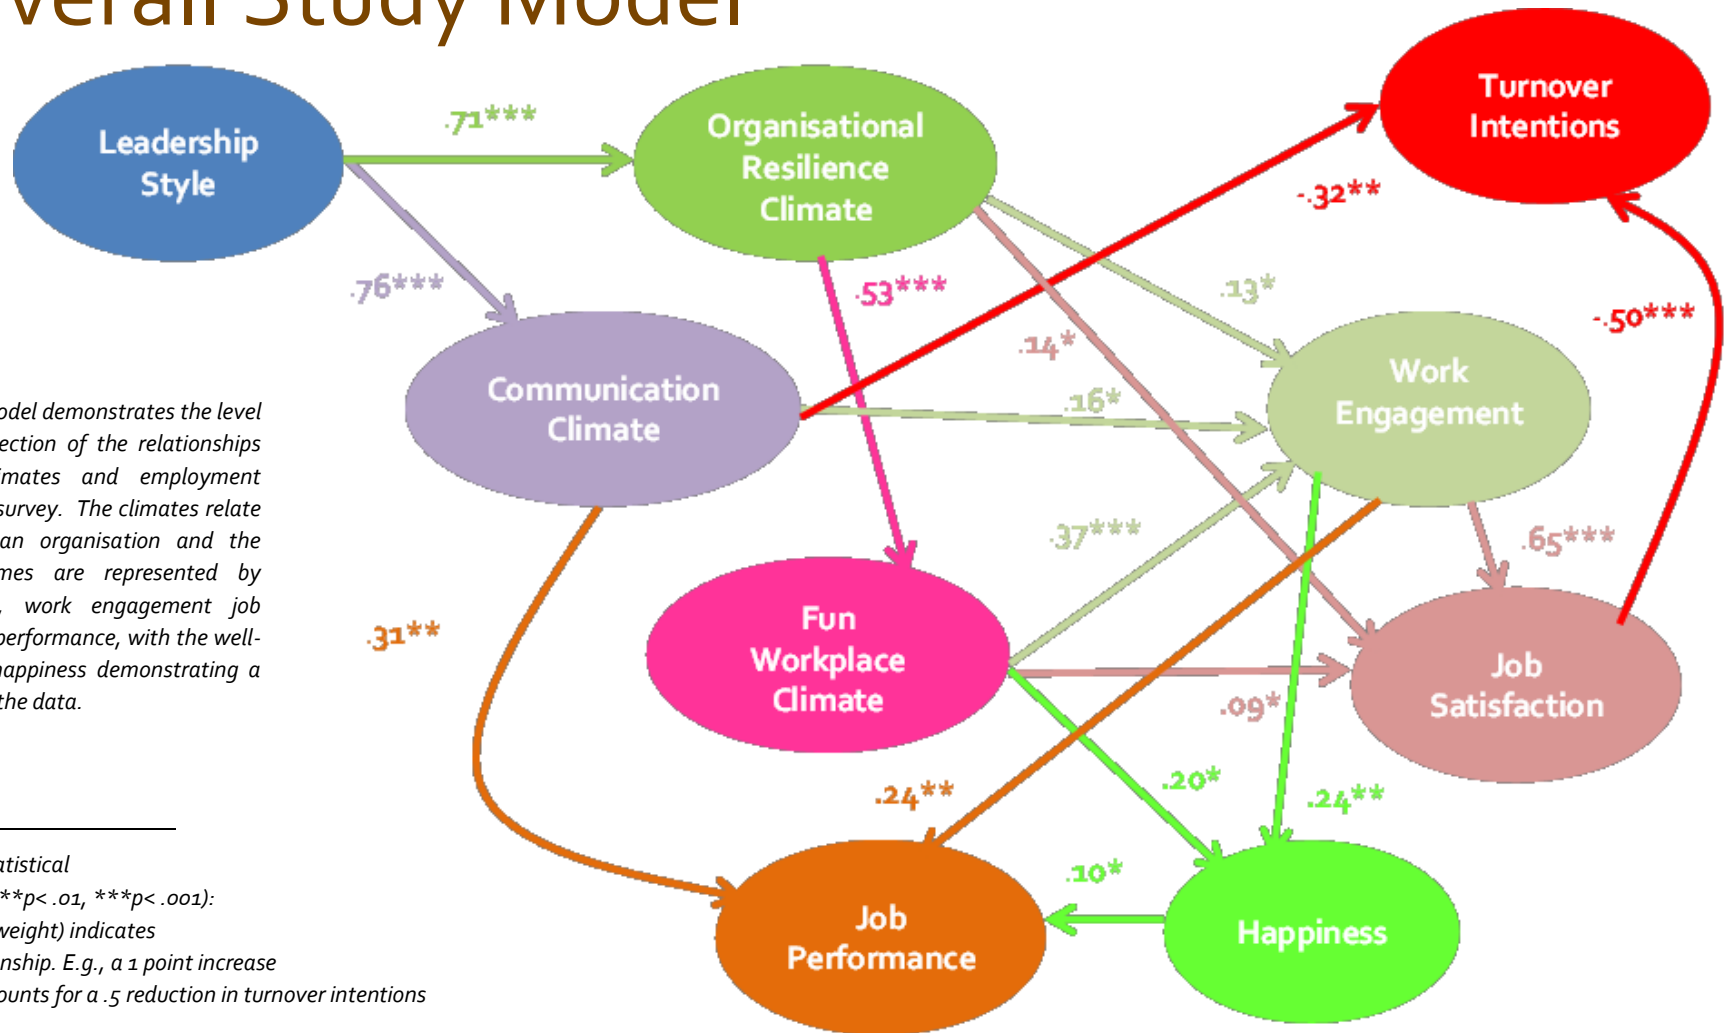 verall Study Model
Leadership
Style
.71***
Organisational
Resilience
Climate
Turnover
Intentions
-.32**
.76***
.53***
.13*
-.50***
.14*
Communication
Climate
.16*
Work
Engagement
odel demonstrates the level
ection of the relationships
imates and employment
survey. The climates relate
an organisation and the
mes are represented by
, work engagement job
performance, with the well-
happiness demonstrating a
the data.
.37***
.65***
.31**
Fun
Workplace
Climate
.09*
Job
Satisfaction
.24**
.20*
.24**
.10*
Job
Performance
Happiness
atistical
**p< .01, ***p< .001):
weight) indicates
nship. E.g., a 1 point increase
ounts for a .5 reduction in turnover intentions